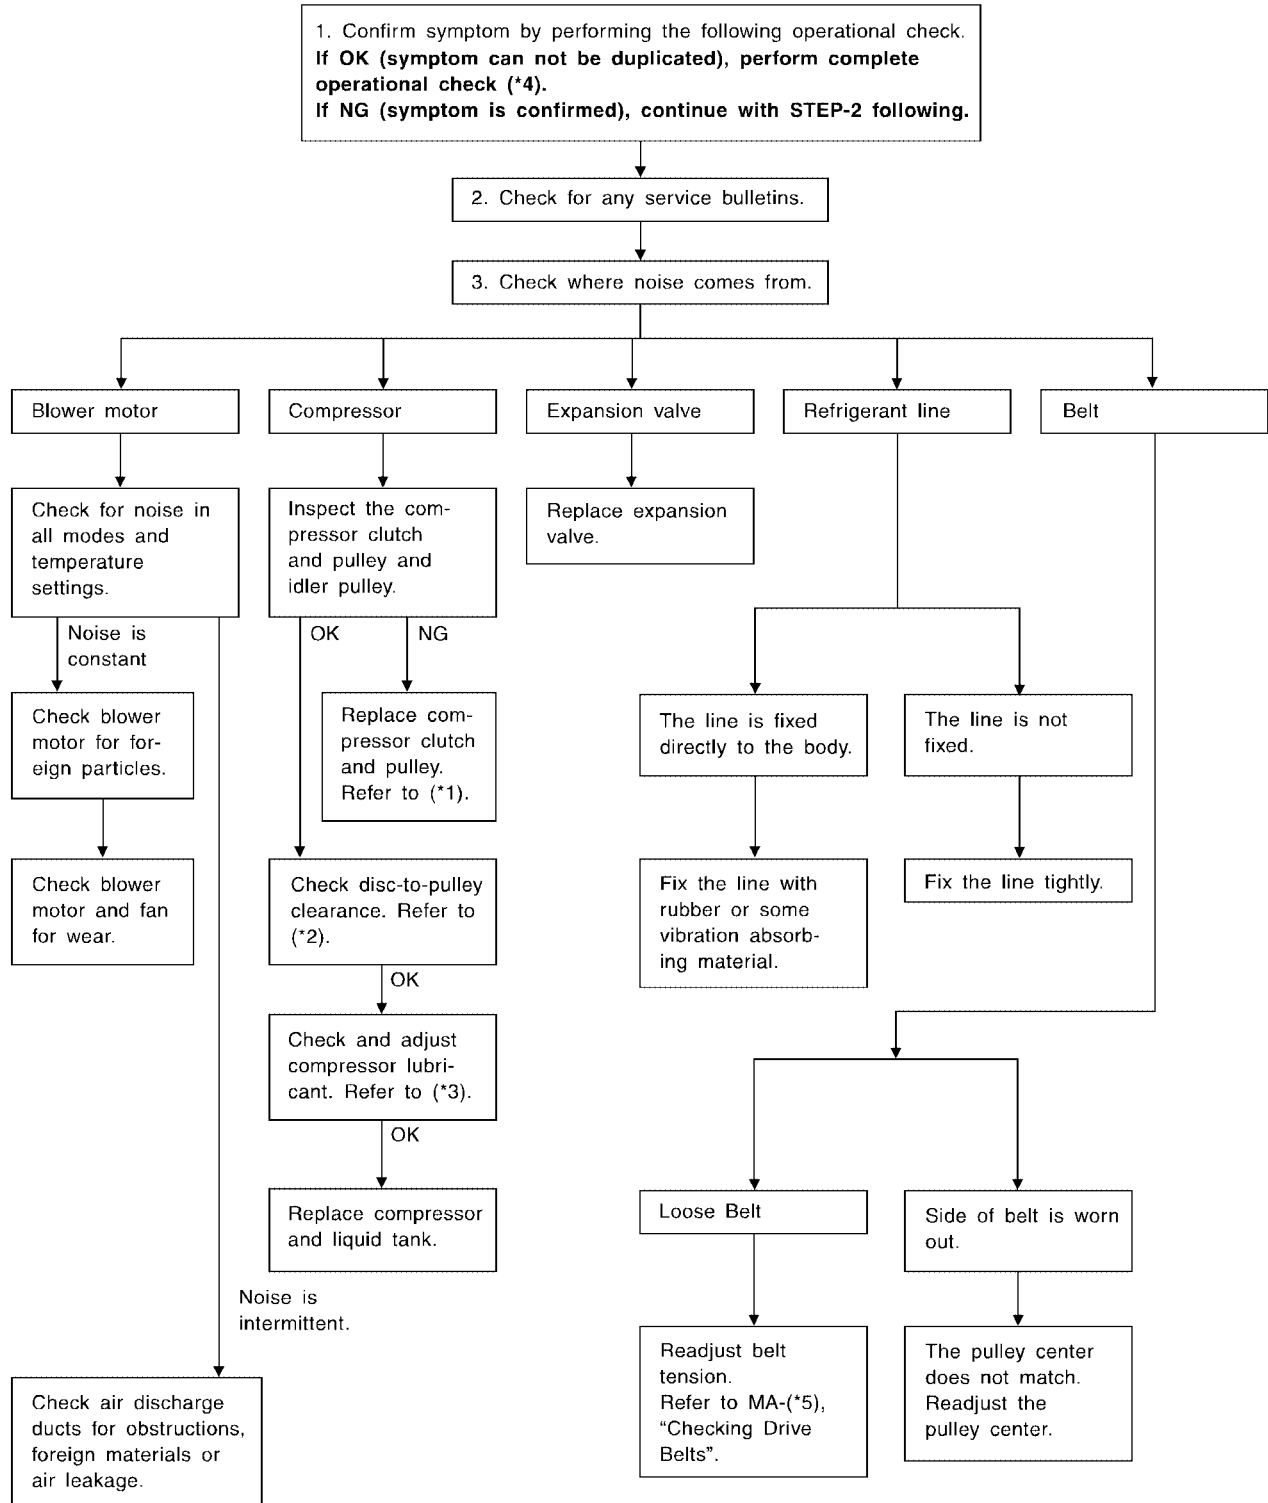 1. Confirm symptom by performing the following operational check.
If OK (symptom can not be duplicated), perform complete
operational check (*4).
If NG (symptom is confirmed), continue with STEP-2 following.
2. Check for any service bulletins.
3. Check where noise comes from.
Blower motor
Compressor
Expansion valve
Refrigerant line
Belt
Check for noise in
all modes and
temperature
settings.
Inspect the com-
pressor clutch
and pulley and
idler pulley.
Replace expansion
valve.
Noise is
constant
OK
NG
Check blower
motor for for-
eign particles.
Replace com-
pressor clutch
and pulley.
Refer to (*1).
The line is fixed
directly to the body.
The line is not
fixed.
Check blower
motor and fan
for wear.
Check disc-to-pulley
clearance. Refer to
(*2).
Fix the line with
rubber or some
vibration absorb-
ing material.
Fix the line tightly.
OK
Check and adjust
compressor lubri-
cant. Refer to (*3).
OK
Replace compressor
and liquid tank.
Loose Belt
Side of belt is worn
out.
Noise is
intermittent.
Check air discharge
ducts for obstructions,
foreign materials or
air leakage.
Readjust belt
tension.
Refer to MA-(*5),
“Checking Drive
Belts”.
The pulley center
does not match.
Readjust the
pulley center.